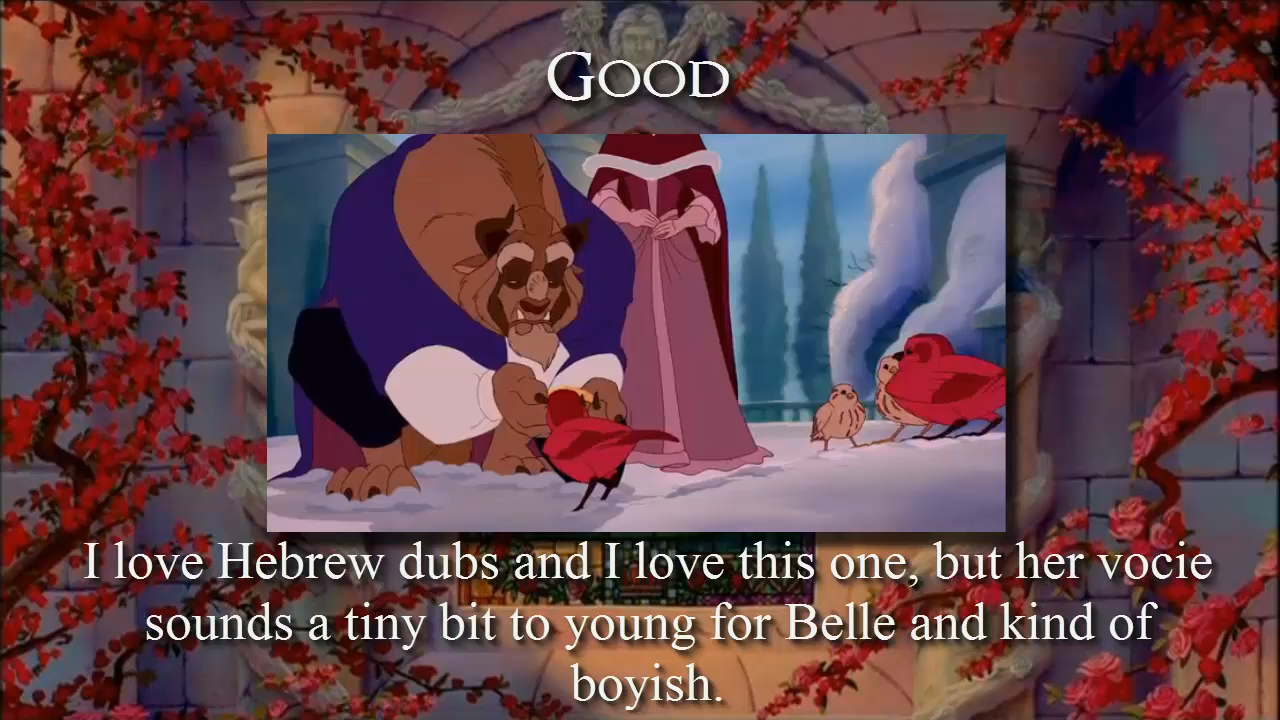 GOOD
I love Hebrew dubs and I love this one, but her vocie
sounds a tiny bit to young for Belle and kind of
boyish.